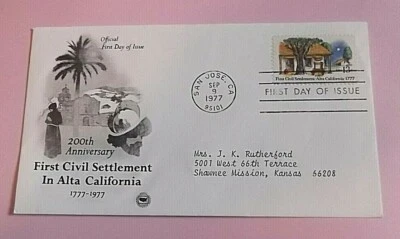 Official
First Day of Issue
200th
Anniversary
First Civil Settlement
In Alta California
1777-1977
SAN JOSE, CA
SEP
9
1977
95101
First Civil Settlement Alta California 1777
FIRST DAY OF ISSUE
Mrs. J. K. Rutherford
5001 West 66th Terrace
Shawnee Mission, Kansas 66208